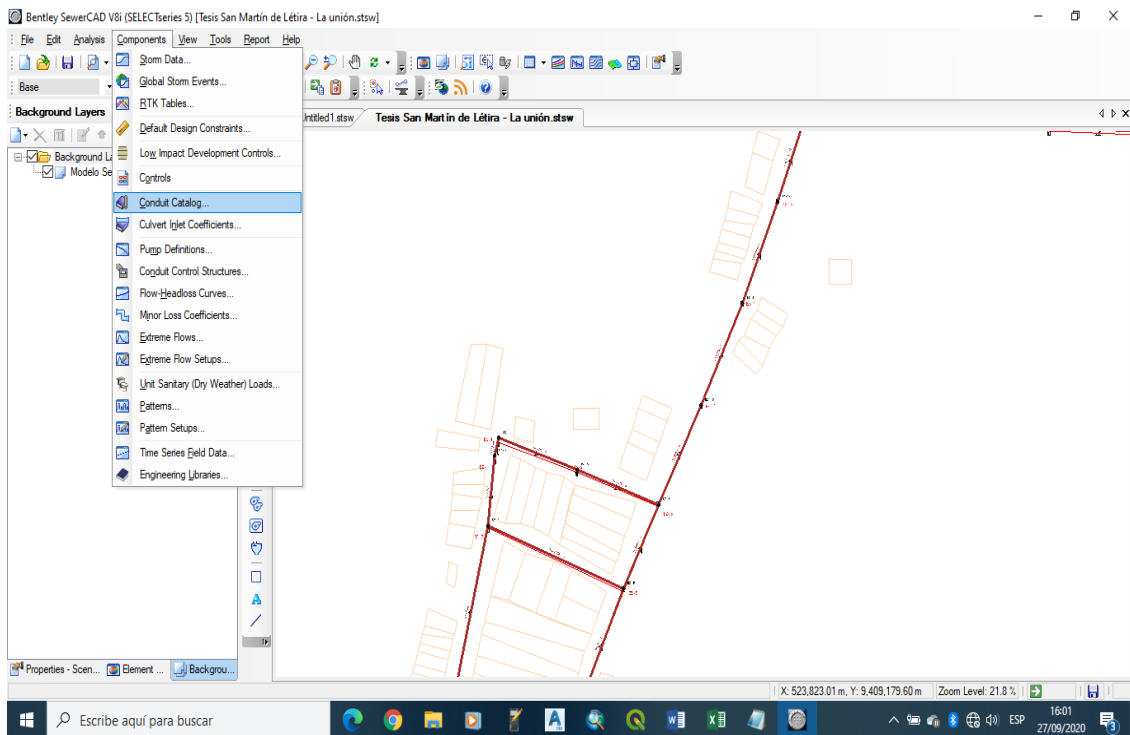 Bentley SewerCAD V8i (SELECTseries 5) [Tesis San Martín de Létira - La unión.stsw]
File Edit Analysis Components View Tools Report Help
Base
Background Layers
Background La
Modelo Se
Storm Data...
Global Storm Events...
RTK Tables...
Default Design Constraints...
Low Impact Development Controls...
Controls
Conduit Catalog...
Culvert Inlet Coefficients...
Pump Definitions...
Conduit Control Structures...
Flow-Headloss Curves...
Minor Loss Coefficients...
Extreme Flows...
Extreme Flow Setups...
Unit Sanitary (Dry Weather) Loads...
Patterns...
Pattern Setups...
Time Series Field Data...
Engineering Libraries...
Untitled1.stsw Tesis San Martín de Létira - La unión.stsw
Properties - Scen... Element ... Backgrou...
X: 523,823.01 m, Y: 9,409,179.60 m Zoom Level: 21.8 %
Escribe aquí para buscar
ESP
16:01
27/09/2020
3